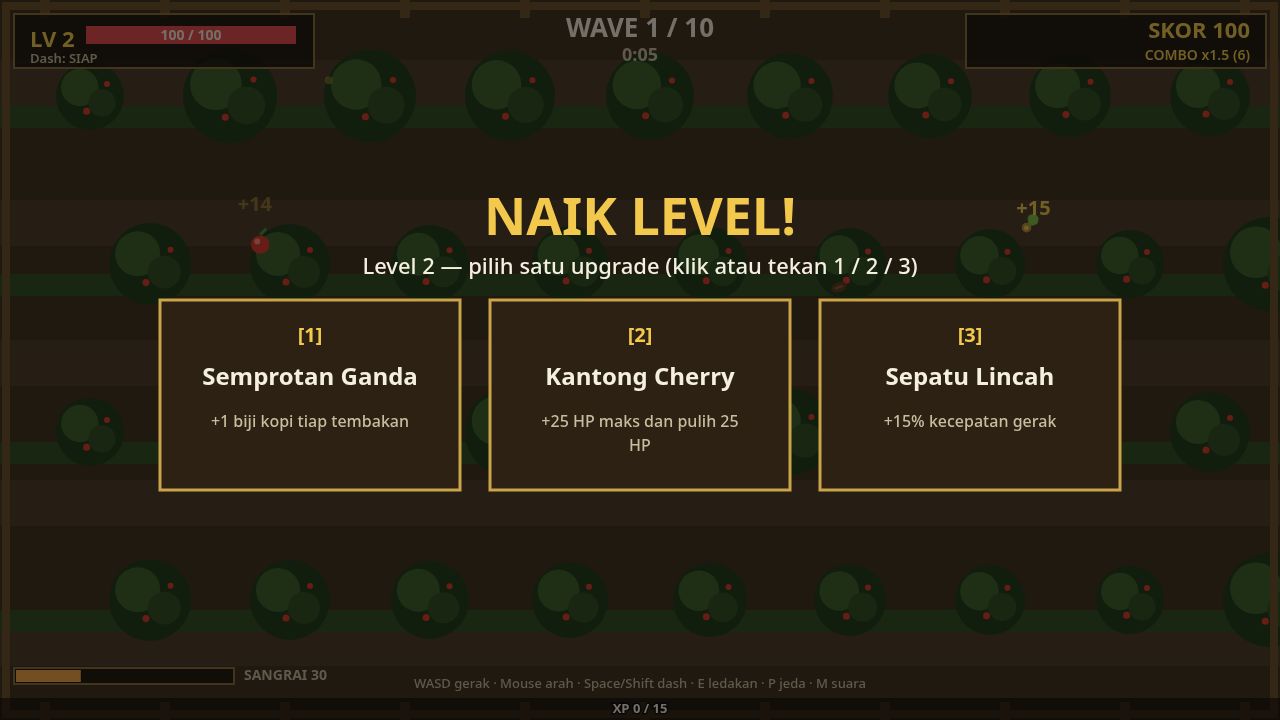 LV 2
100 / 100
Dash: SIAP
WAVE 1 / 10
0:05
SKOR 100
COMBO x1.5 (6)
+14
+15
NAIK LEVEL!
Level 2 — pilih satu upgrade (klik atau tekan 1 / 2 / 3)
[1]
Semprotan Ganda
+1 biji kopi tiap tembakan
[2]
Kantong Cherry
+25 HP maks dan pulih 25
HP
[3]
Sepatu Lincah
+15% kecepatan gerak
SANGRAI 30
WASD gerak · Mouse arah · Space/Shift dash · E ledakan · P jeda · M suara
XP 0 / 15